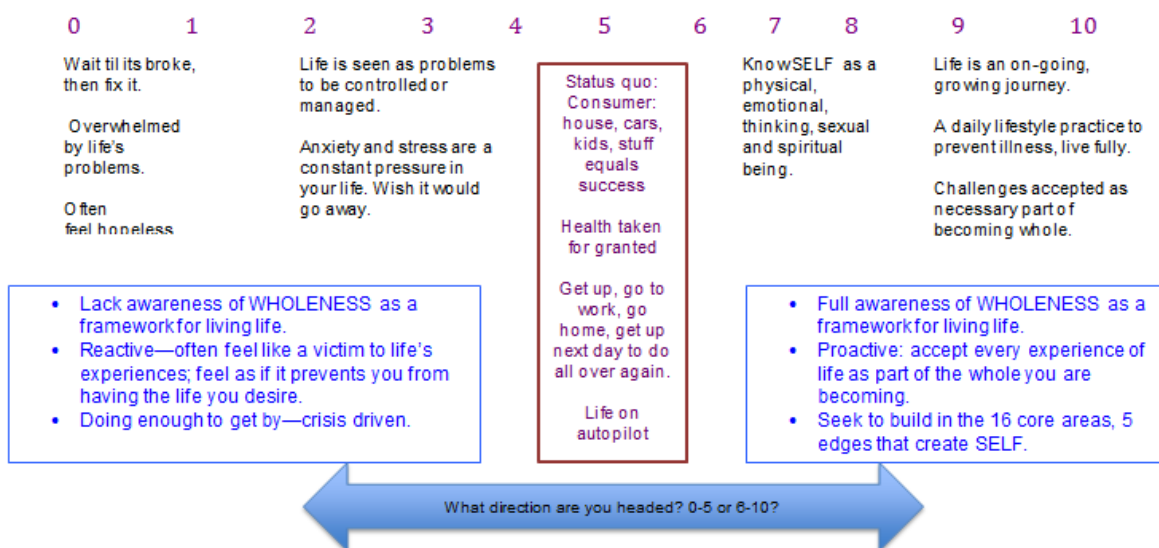 0 1 2 3 4 5 6 7 8 9 10
Wait til its broke,
then fix it.
Overwhelmed
by life's
problems.
Often
feel hopeless
Life is seen as problems
to be controlled or
managed.
Anxiety and stress are a
constant pressure in
your life. Wish it would
go away.
Status quo:
Consumer:
house, cars,
kids, stuff
equals
success
Health taken
for granted
Get up, go to
work, go
home, get up
next day to do
all over again.
Life on
autopilot
Know SELF as a
physical,
emotional,
thinking, sexual
and spiritual
being.
Life is an on-going,
growing journey.
A daily lifestyle practice to
prevent illness, live fully.
Challenges accepted as
necessary part of
becoming whole.
• Lack awareness of WHOLENESS as a
framework for living life.
• Reactive—often feel like a victim to life's
experiences; feel as if it prevents you from
having the life you desire.
• Doing enough to get by—crisis driven.
• Full awareness of WHOLENESS as a
framework for living life.
• Proactive: accept every experience of
life as part of the whole you are
becoming.
• Seek to build in the 16 core areas, 5
edges that create SELF.
What direction are you headed? 0-5 or 6-10?